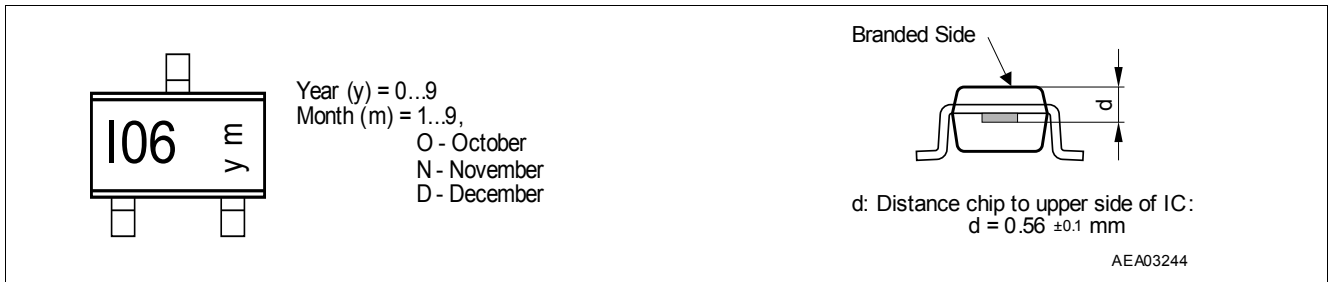 I06
y m
Year (y) = 0...9
Month (m) = 1...9,
O - October
N - November
D - December
Branded Side
d
d: Distance chip to upper side of IC:
d = 0.56 ±0.1 mm
AEA03244